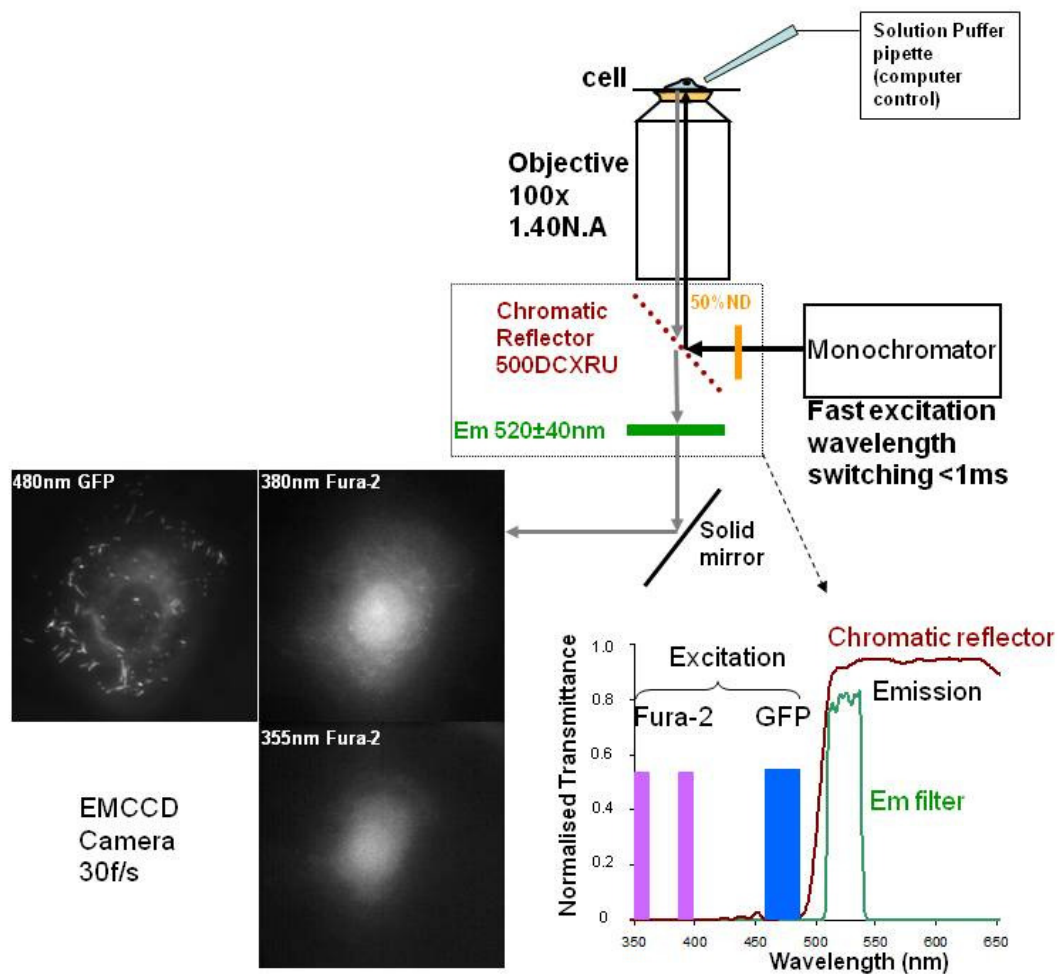 Solution Puffer
pipette
(computer
control)
cell
Objective
100x
1.40N.A
50%ND
Chromatic
Reflector
500DCXRU
Monochromator
Em 520±40nm
Fast excitation
wavelength
switching <1ms
480nm GFP
380nm Fura-2
Solid
mirror
355nm Fura-2
EMCCD
Camera
30f/s
Chromatic reflector
Excitation
Emission
Fura-2
GFP
Em filter
Normalised Transmittance
1.0
0.8
0.6
0.4
0.2
0
350
400
450
500
550
600
650
Wavelength (nm)